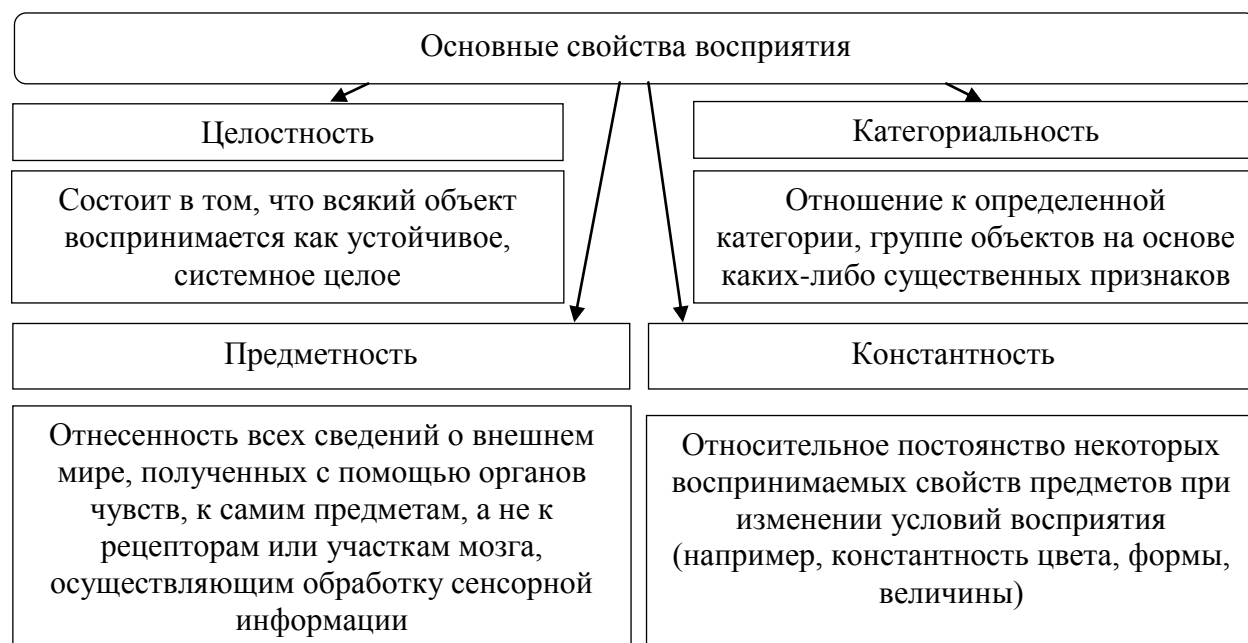 Основные свойства восприятия
Целостность
Состоит в том, что всякий объект
воспринимается как устойчивое,
системное целое
Категориальность
Отношение к определенной
категории, группе объектов на основе
каких-либо существенных признаков
Предметность
Отнесенность всех сведений о внешнем
мире, полученных с помощью органов
чувств, к самим предметам, а не к
рецепторам или участкам мозга,
осуществляющим обработку сенсорной
информации
Константность
Относительное постоянство некоторых
воспринимаемых свойств предметов при
изменении условий восприятия
(например, константность цвета, формы,
величины)